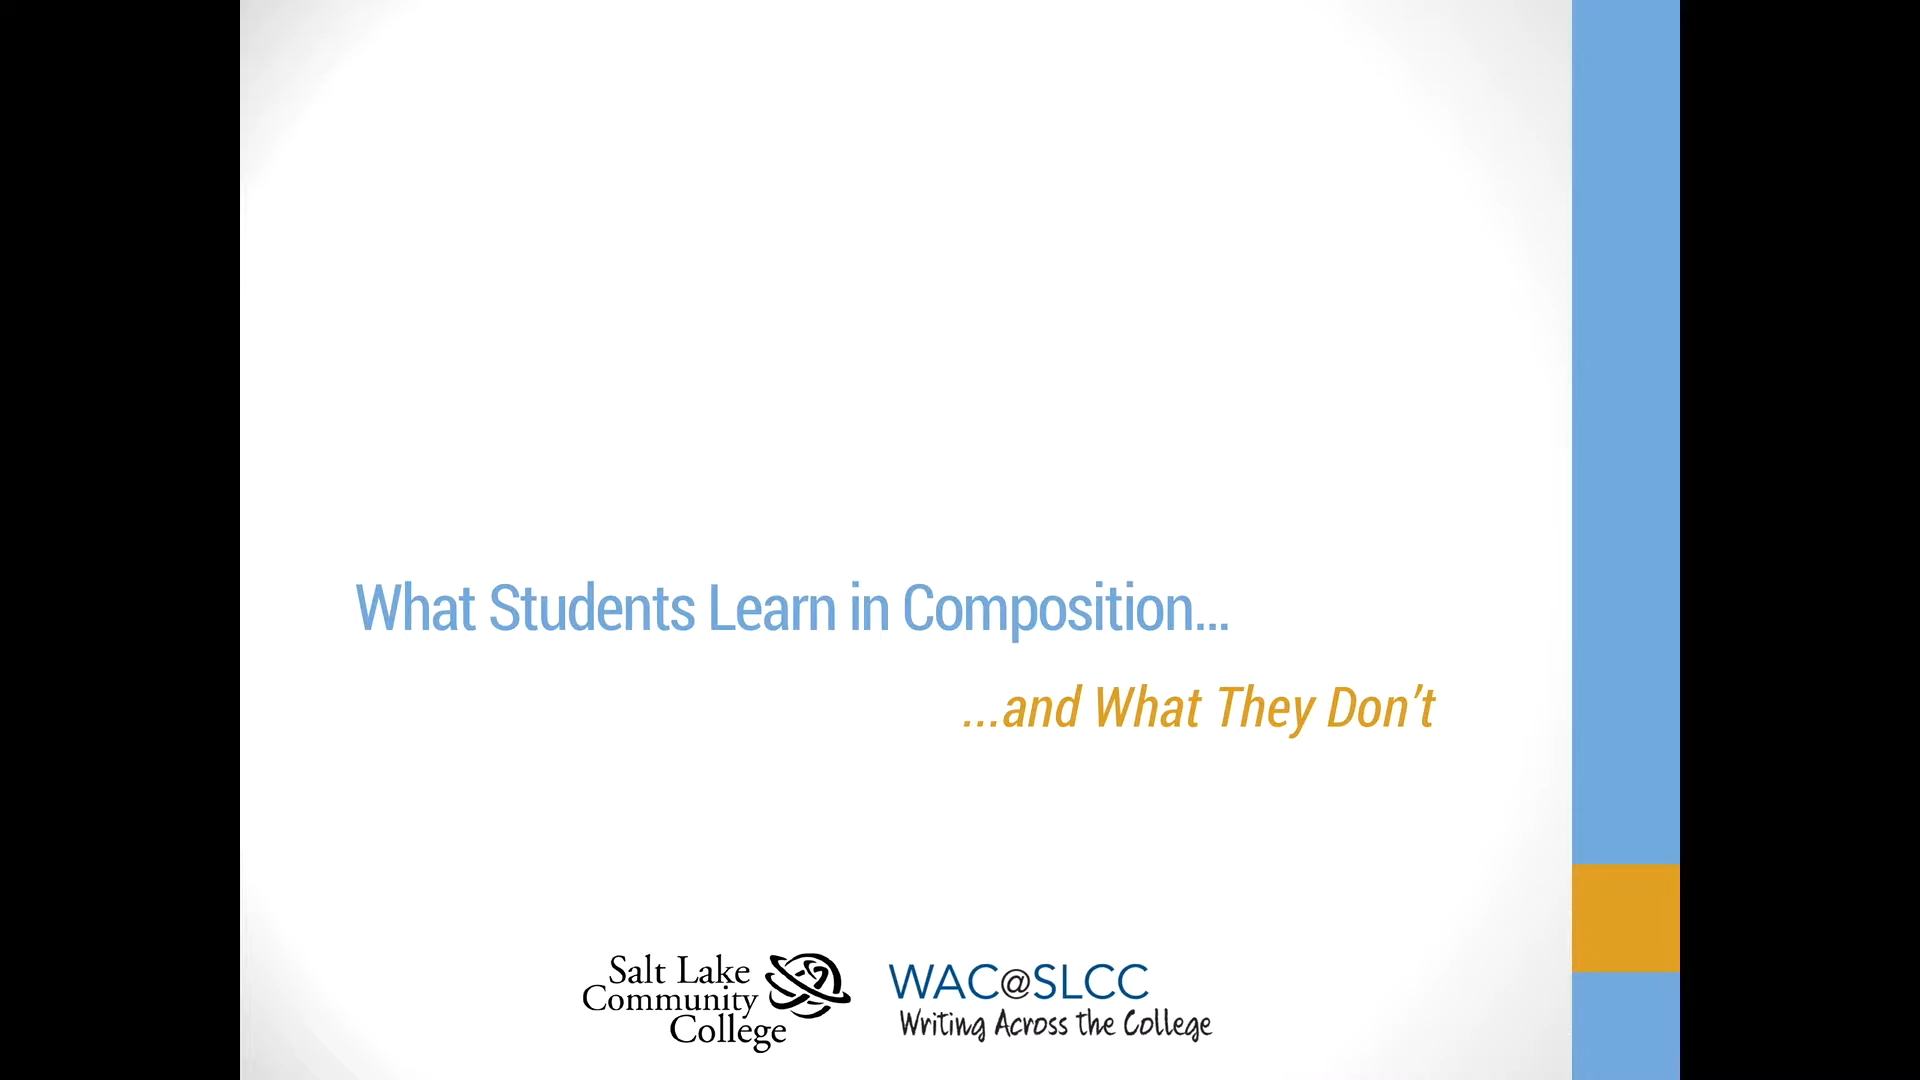 What Students Learn in Composition...
...and What They Don’t
Salt Lake
Community
College
WAC@SLCC
Writing Across the College